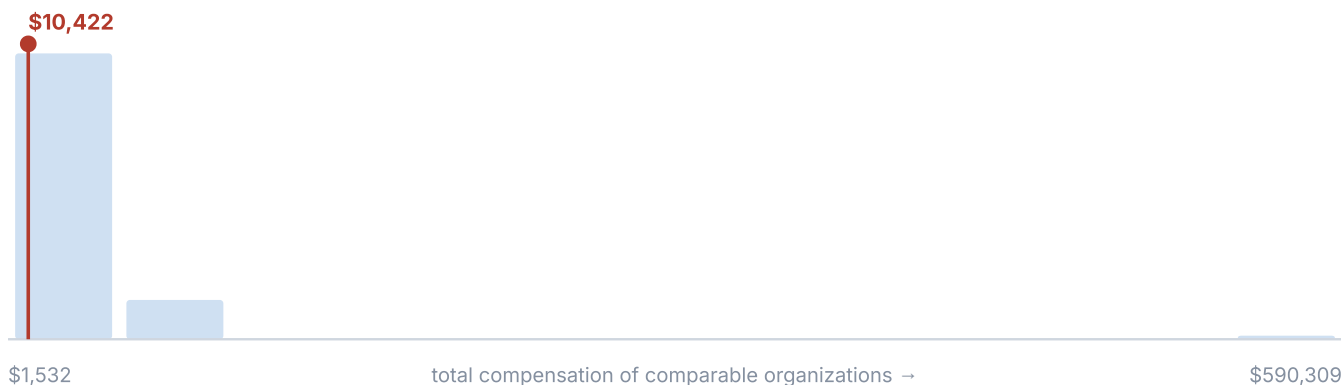 $10,422
$1,532 total compensation of comparable organizations → $590,309